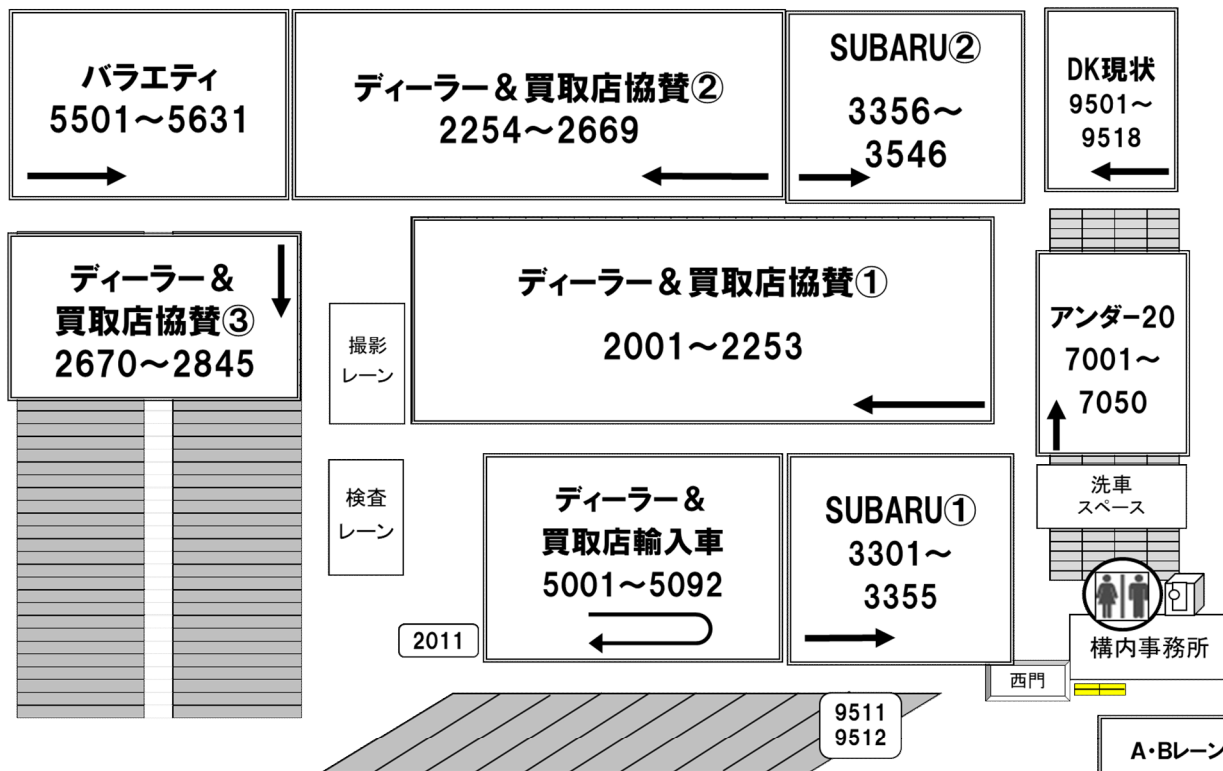 バラエティ
5501～5631
ディーラー＆買取店協賛②
2254～2669
SUBARU②
3356～
3546
DK現状
9501～
9518
ディーラー＆
買取店協賛③
2670～2845
撮影
レーン
ディーラー＆買取店協賛①
2001～2253
アンダー20
7001～
7050
検査
レーン
ディーラー＆
買取店輸入車
5001～5092
SUBARU①
3301～
3355
洗車
スペース
2011
構内事務所
西門
9511
9512
A・Bレーン